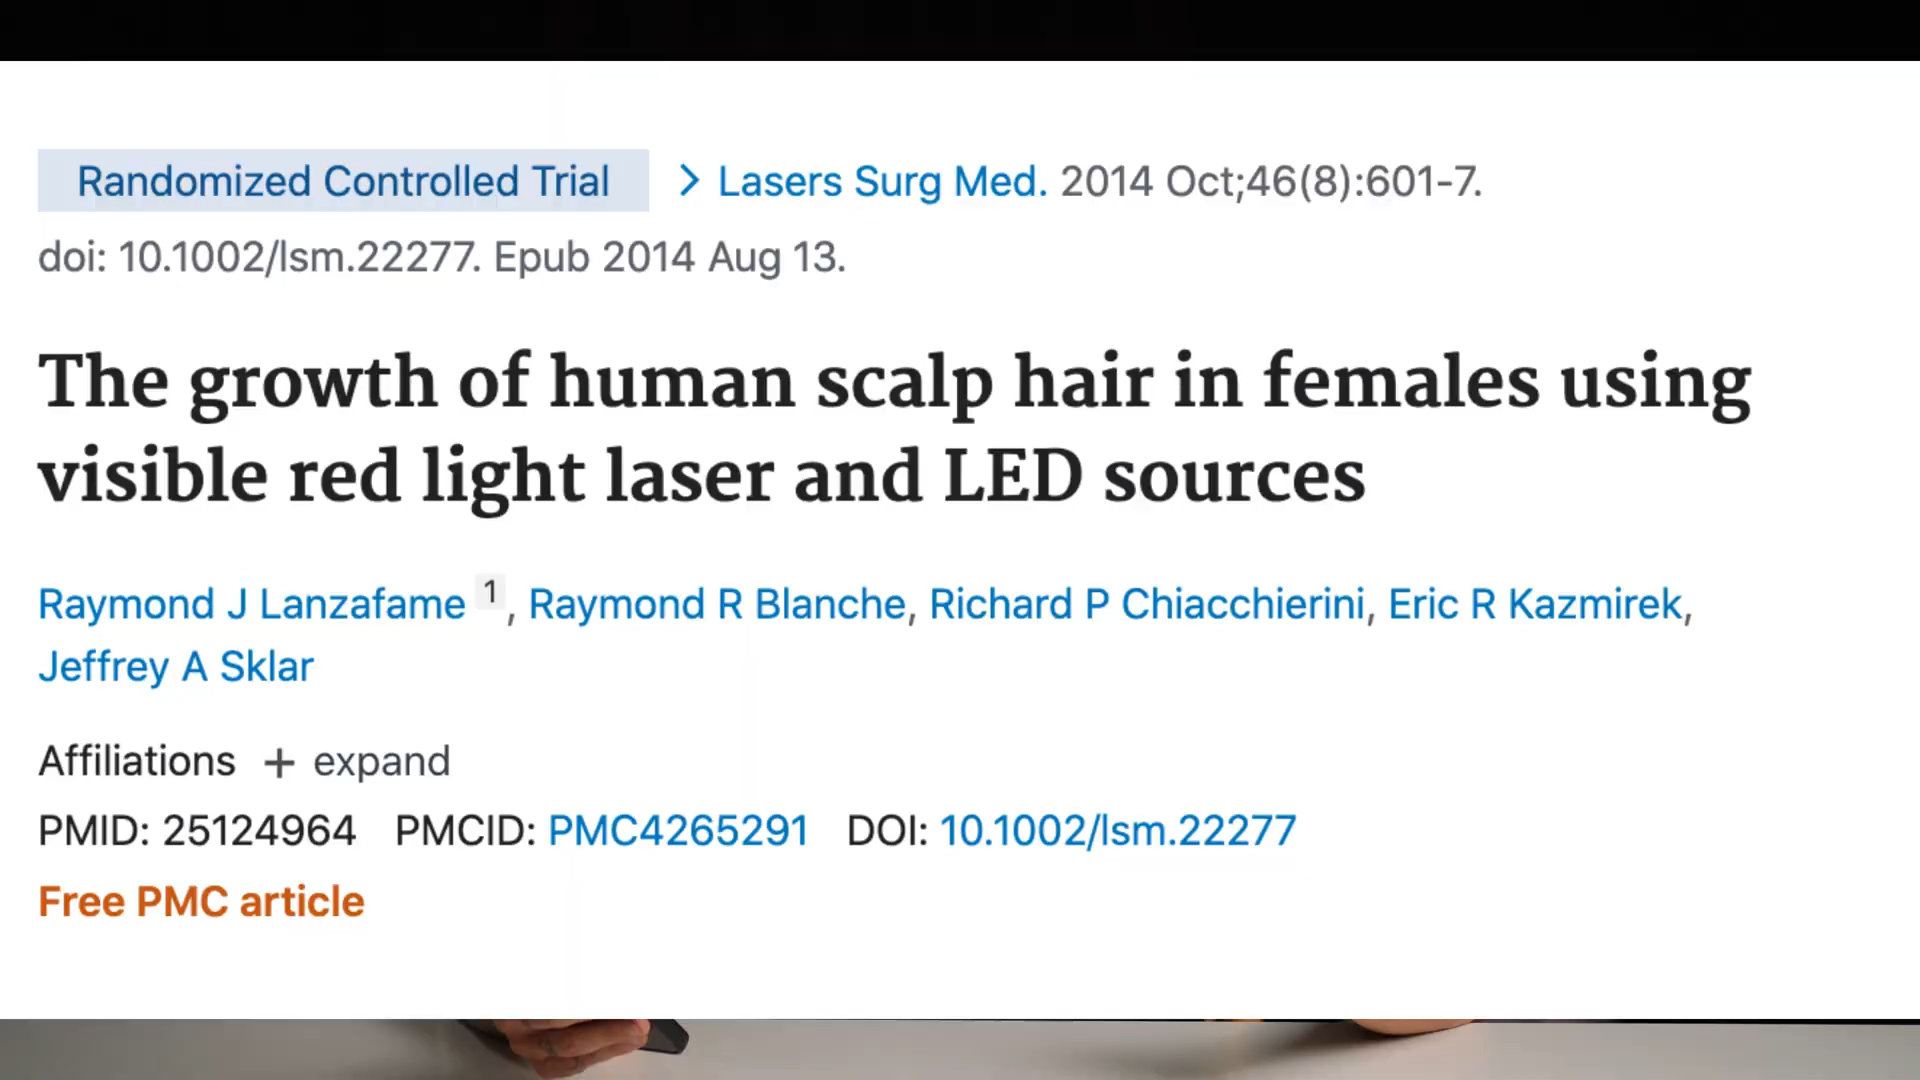 Randomized Controlled Trial > Lasers Surg Med. 2014 Oct;46(8):601-7.
doi: 10.1002/lsm.22277. Epub 2014 Aug 13.
The growth of human scalp hair in females using
visible red light laser and LED sources
Raymond J Lanzafame 1, Raymond R Blanche, Richard P Chiacchierini, Eric R Kazmirek,
Jeffrey A Sklar
Affiliations + expand
PMID: 25124964 PMCID: PMC4265291 DOI: 10.1002/lsm.22277
Free PMC article